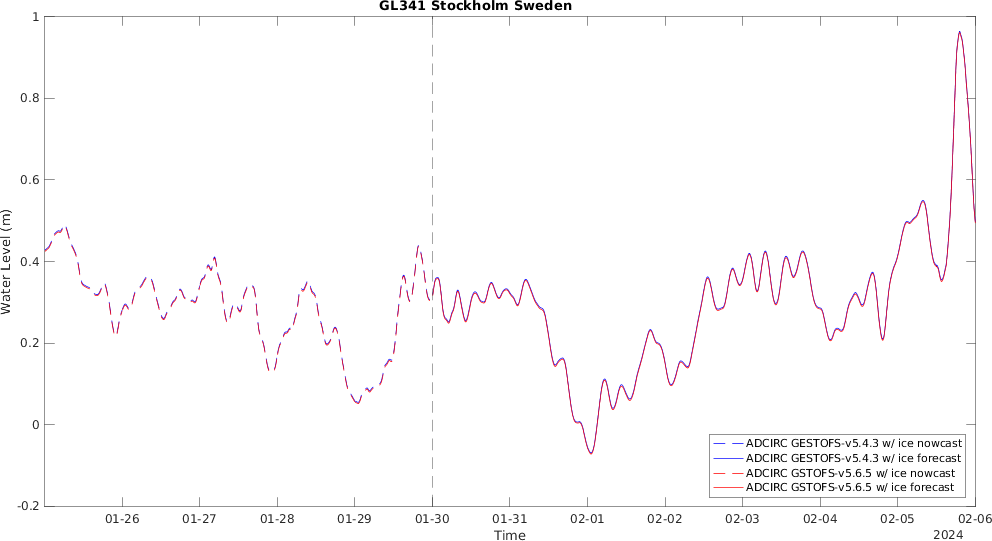 GL341 Stockholm Sweden
1
0.8
0.6
0.4
0.2
0
-0.2
Water Level (m)
ADCIRC GESTOFS-v5.4.3 w/ ice nowcast
ADCIRC GESTOFS-v5.4.3 w/ ice forecast
ADCIRC GSTOFS-v5.6.5 w/ ice nowcast
ADCIRC GSTOFS-v5.6.5 w/ ice forecast
01-26 01-27 01-28 01-29 01-30 01-31 02-01 02-02 02-03 02-04 02-05 02-06
Time
2024